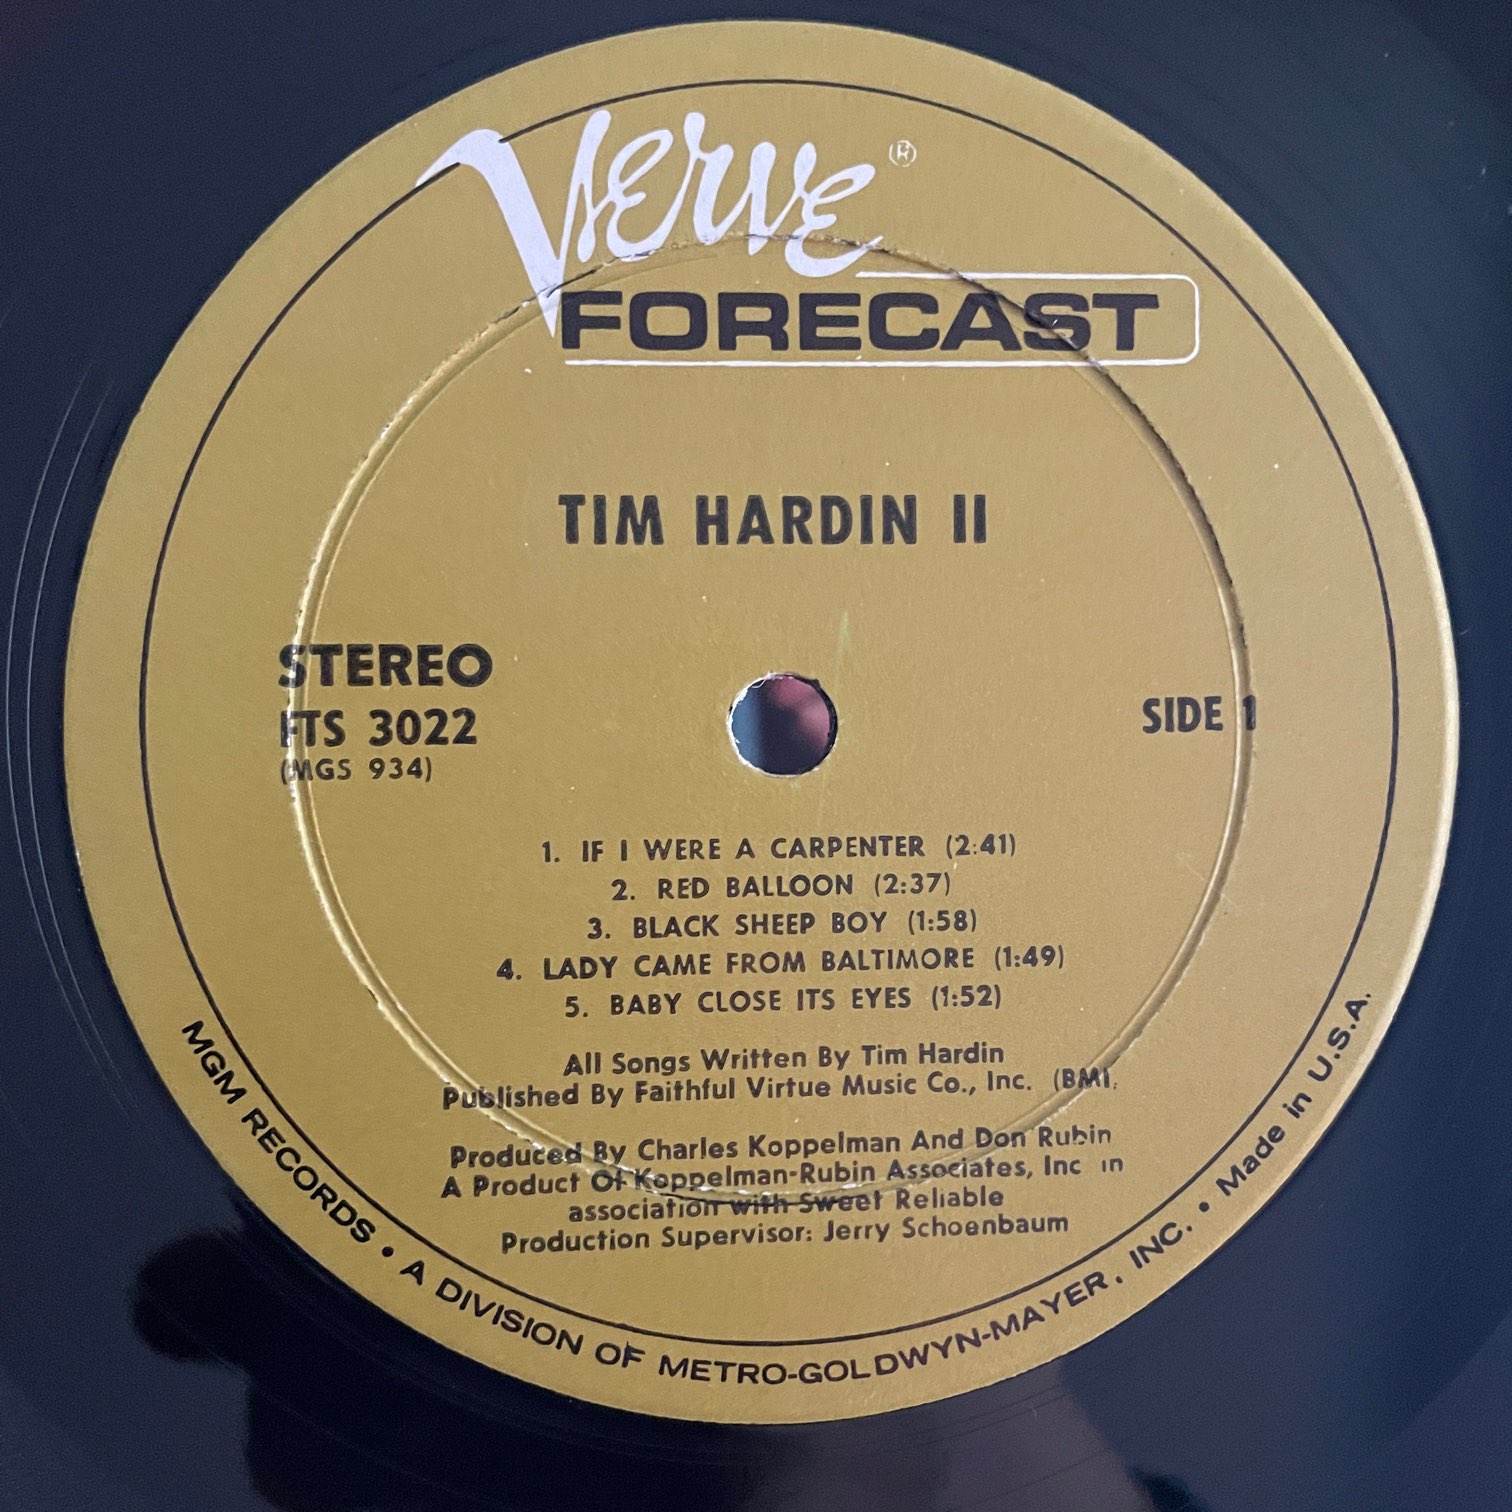 Verve®
FORECAST
TIM HARDIN II
STEREO
FTS 3022
(MGS 934)
SIDE 1
1. IF I WERE A CARPENTER (2:41)
2. RED BALLOON (2:37)
3. BLACK SHEEP BOY (1:58)
4. LADY CAME FROM BALTIMORE (1:49)
5. BABY CLOSE ITS EYES (1:52)
All Songs Written By Tim Hardin
Published By Faithful Virtue Music Co., Inc. (BMI,
Produced By Charles Koppelman And Don Rubin
A Product Of Koppelman-Rubin Associates, Inc in
association with Sweet Reliable
Production Supervisor: Jerry Schoenbaum
MGM RECORDS • A DIVISION OF METRO-GOLDWYN-MAYER, INC. • Made in U.S.A.